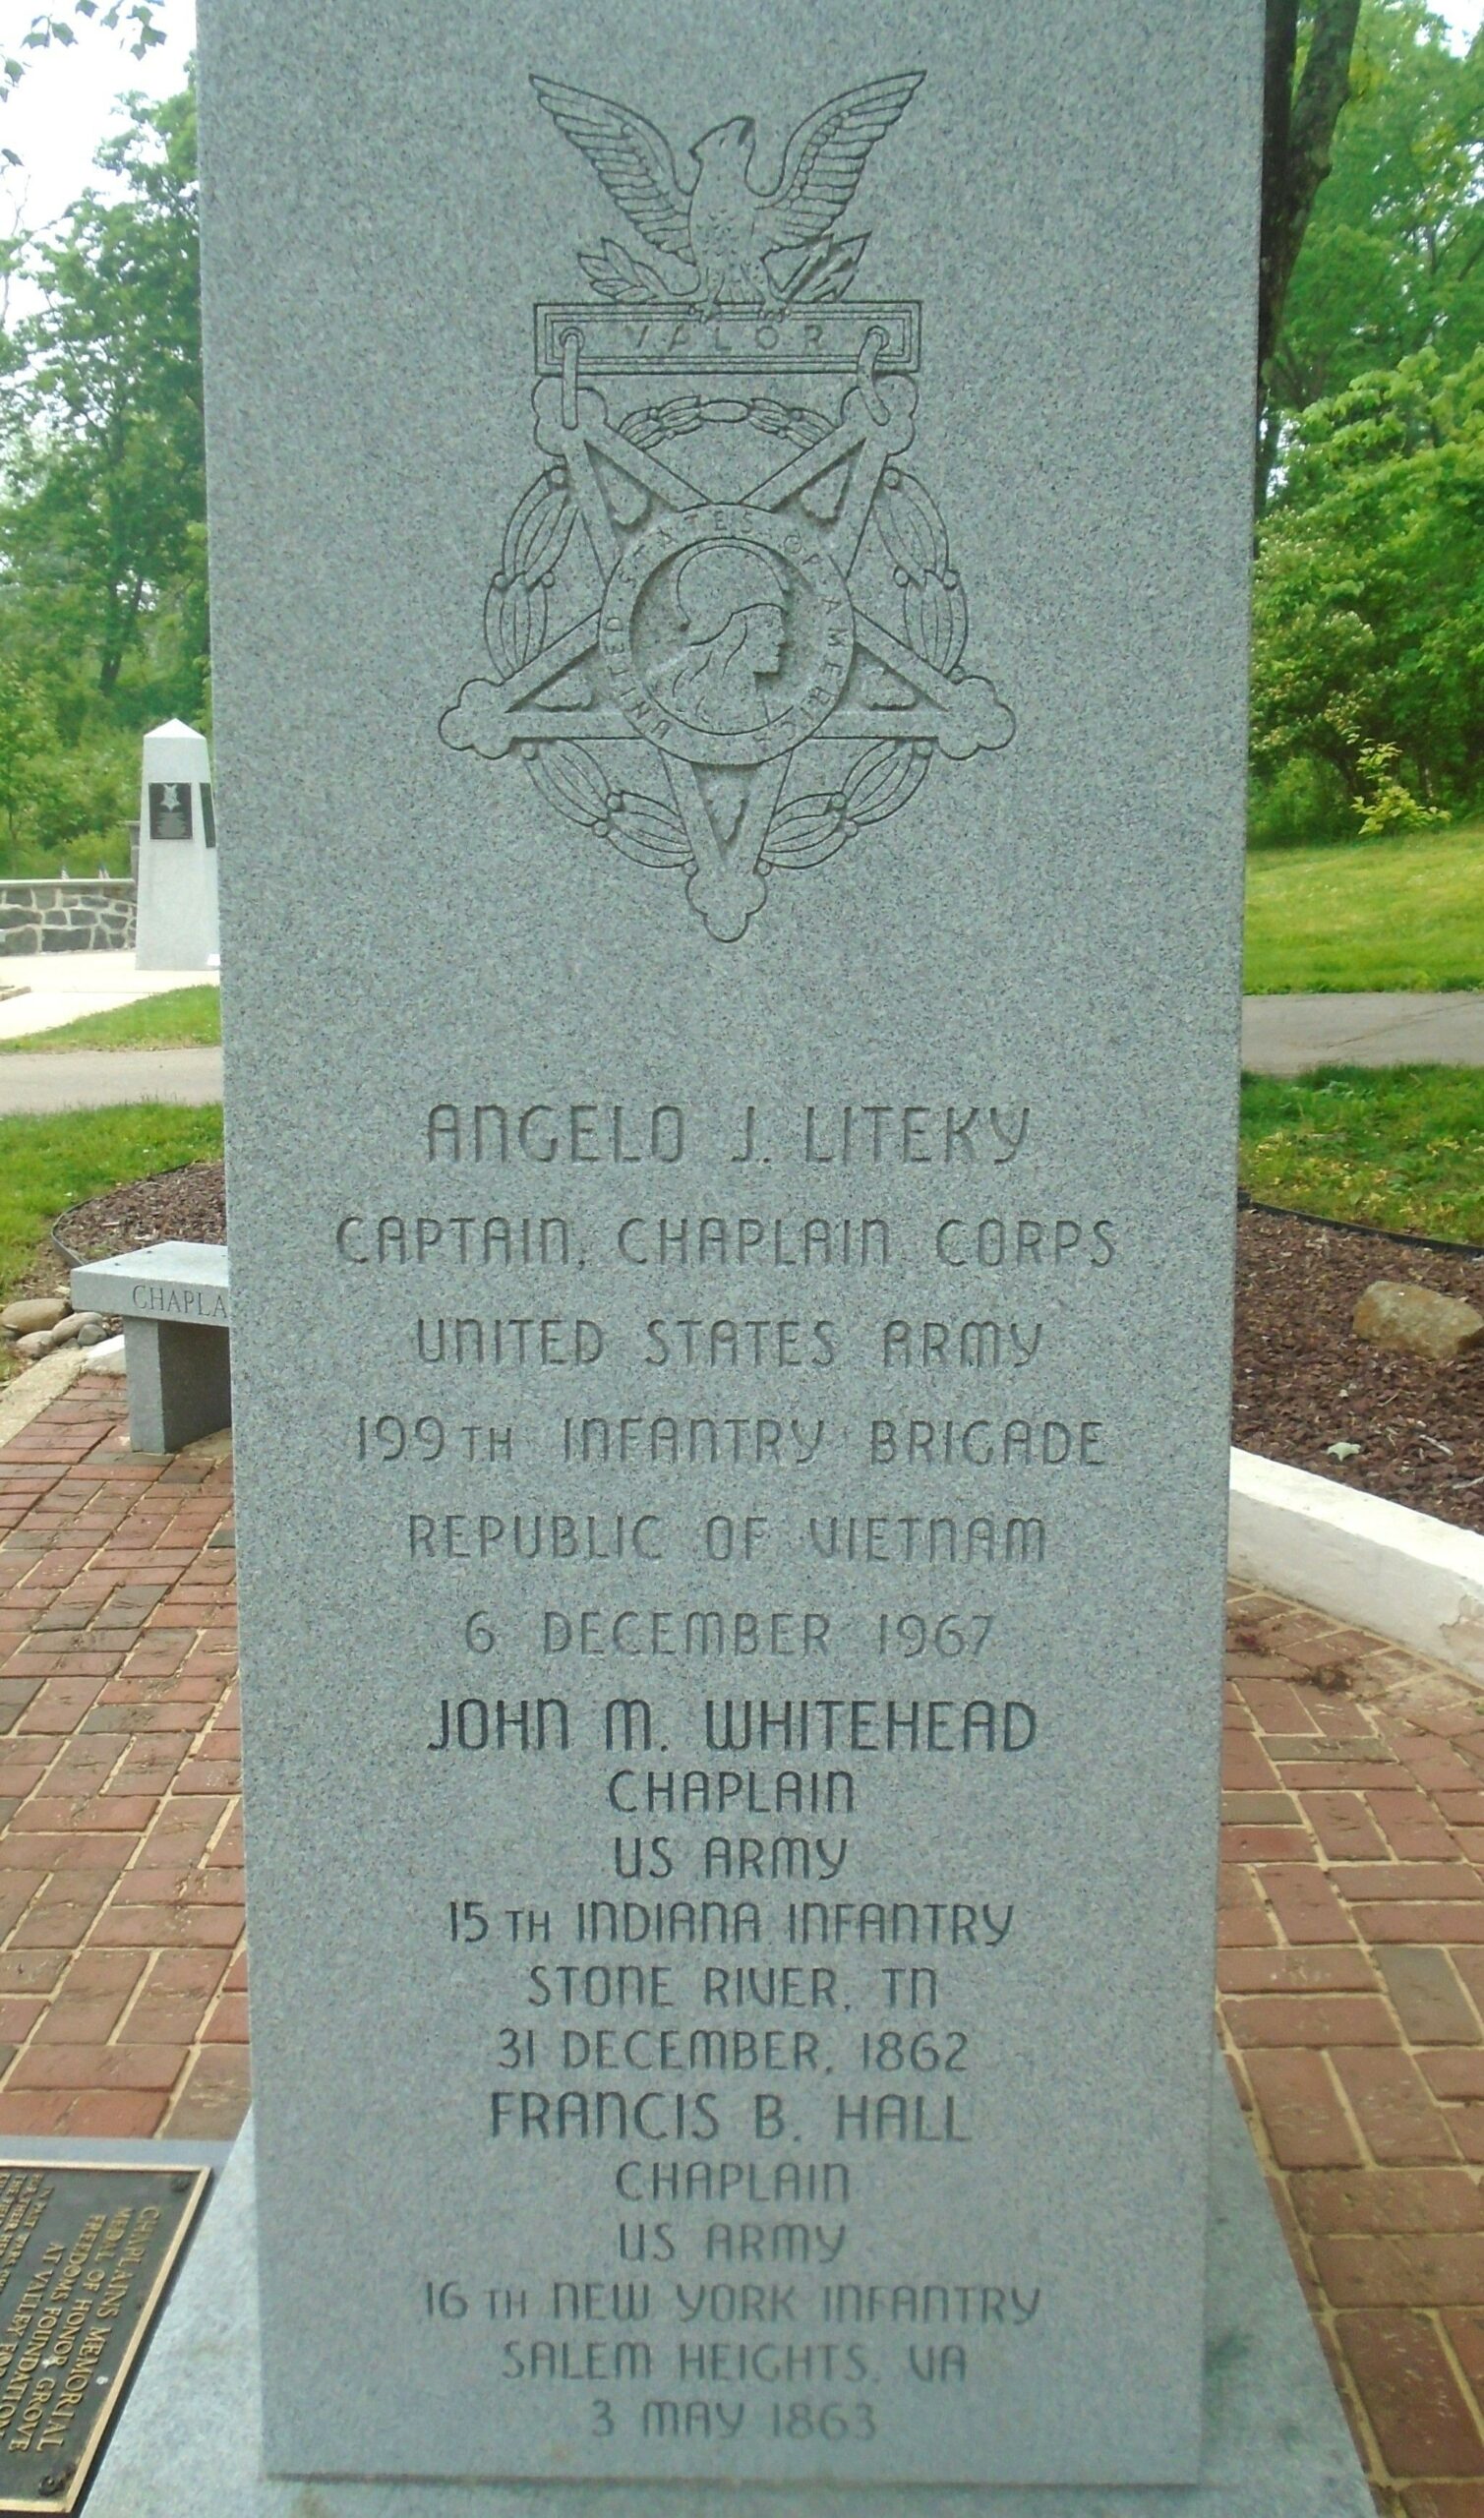 VALOR
UNITED STATES OF AMERICA
ANGELO J. LITEKY
CAPTAIN, CHAPLAIN CORPS
UNITED STATES ARMY
199TH INFANTRY BRIGADE
REPUBLIC OF VIETNAM
6 DECEMBER 1967
JOHN M. WHITEHEAD
CHAPLAIN
US ARMY
15TH INDIANA INFANTRY
STONE RIVER, TN
31 DECEMBER, 1862
FRANCIS B. HALL
CHAPLAIN
US ARMY
16TH NEW YORK INFANTRY
SALEM HEIGHTS, VA
3 MAY 1863
CHAPLA
CHAPLAINS MEMORIAL
MEDAL OF HONOR GROVE
FREEDOMS FOUNDATION
AT VALLEY FOR